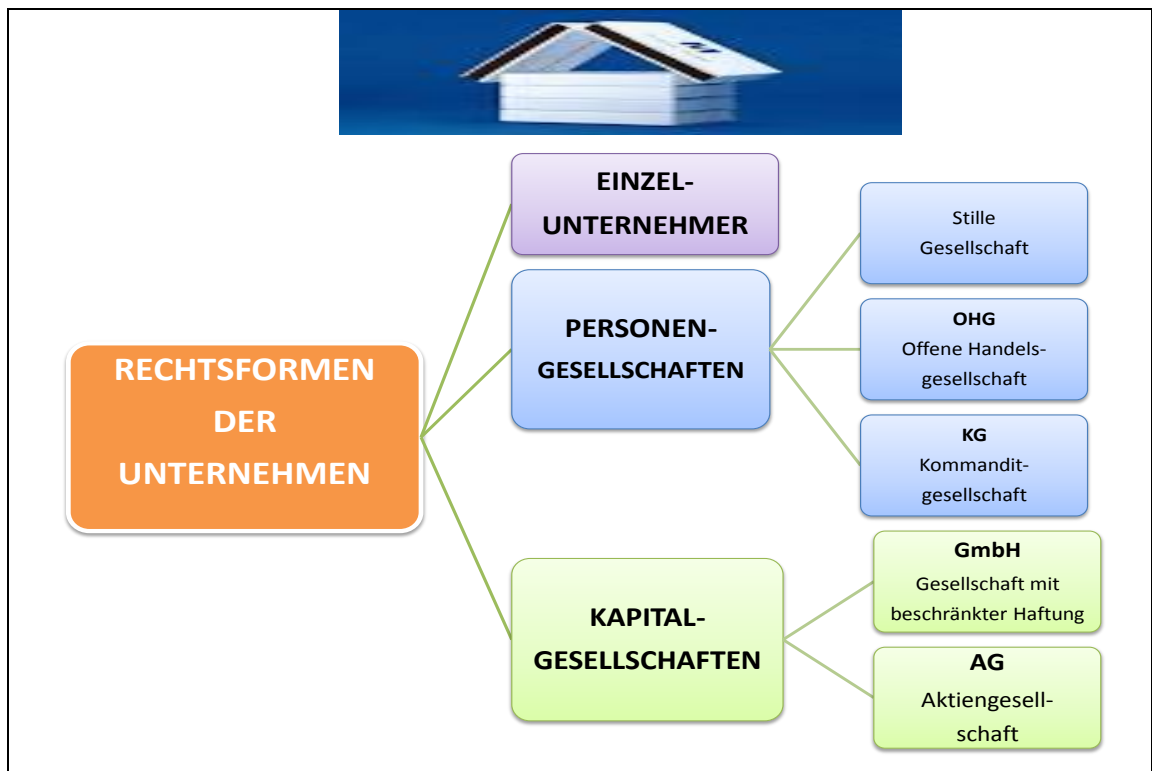 EINZEL-
UNTERNEHMER
Stille
Gesellschaft
PERSONEN-
GESELLSCHAFTEN
OHG
Offene Handels-
gesellschaft
RECHTSFORMEN
DER
UNTERNEHMEN
KG
Kommandit-
gesellschaft
KAPITAL-
GESELLSCHAFTEN
GmbH
Gesellschaft mit
beschränkter Haftung
AG
Aktiengesell-
schaft